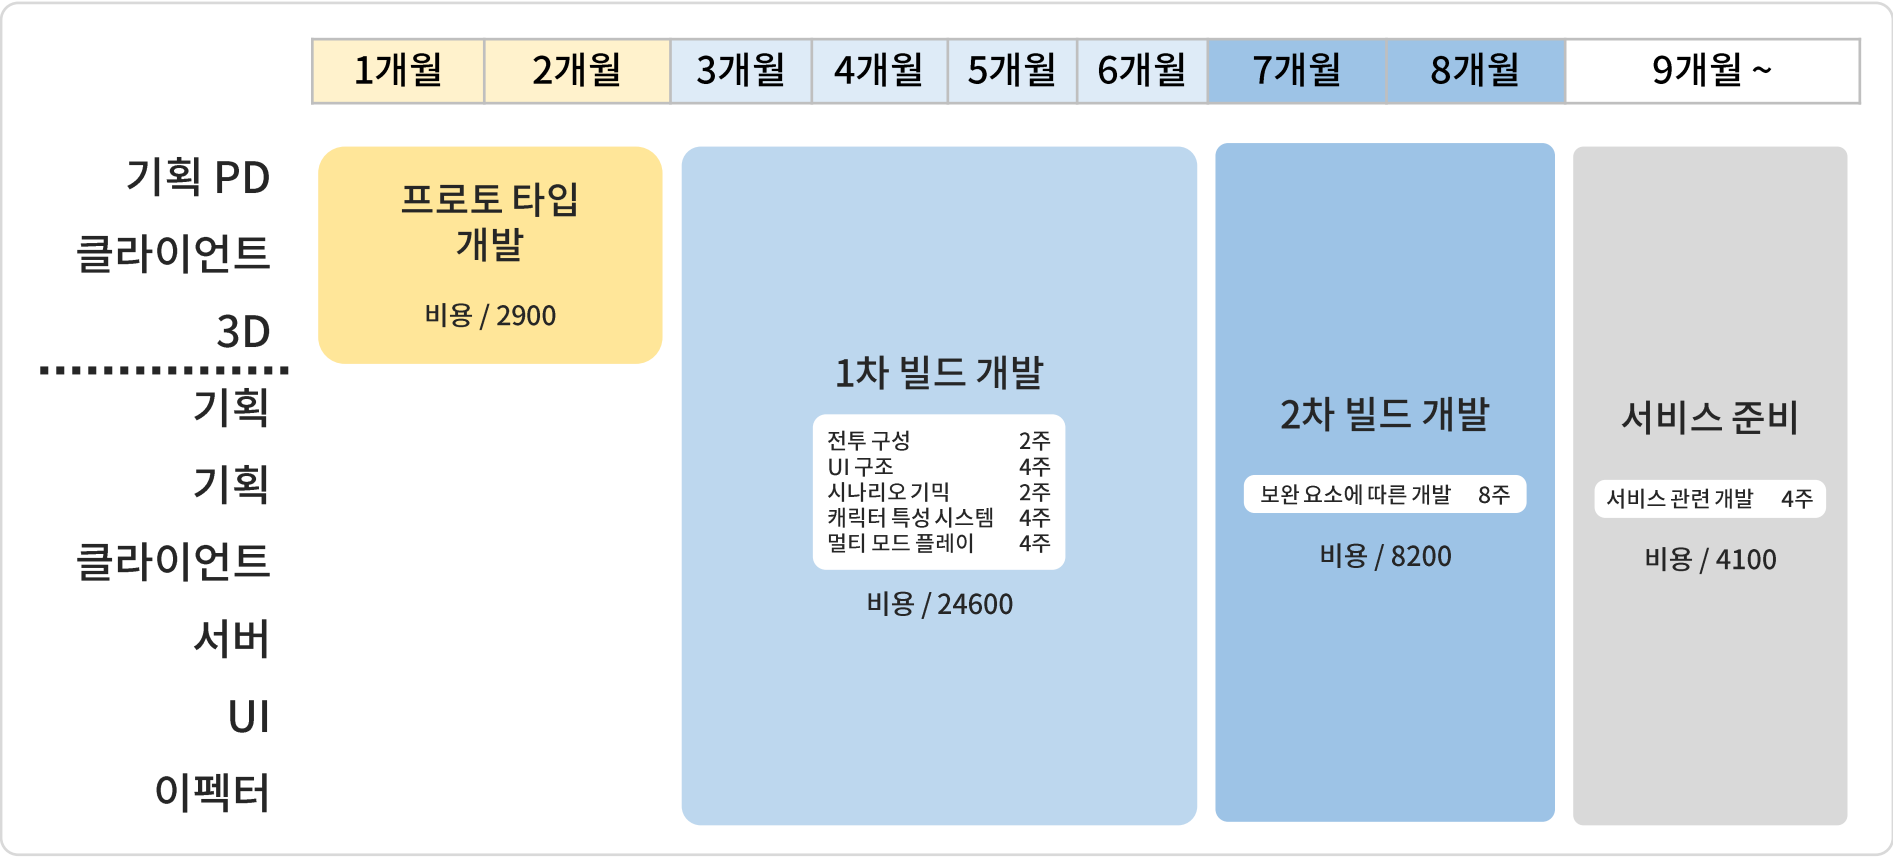 1개월 2개월 3개월 4개월 5개월 6개월 7개월 8개월 9개월 ~
기획 PD
클라이언트
3D
기획
기획
클라이언트
서버
UI
이펙터
프로토 타입
개발
비용 / 2900
1차 빌드 개발
전투 구성 2주
UI 구조 4주
시나리오 기믹 2주
캐릭터 특성 시스템 4주
멀티 모드 플레이 4주
비용 / 24600
2차 빌드 개발
보완 요소에 따른 개발 8주
비용 / 8200
서비스 준비
서비스 관련 개발 4주
비용 / 4100